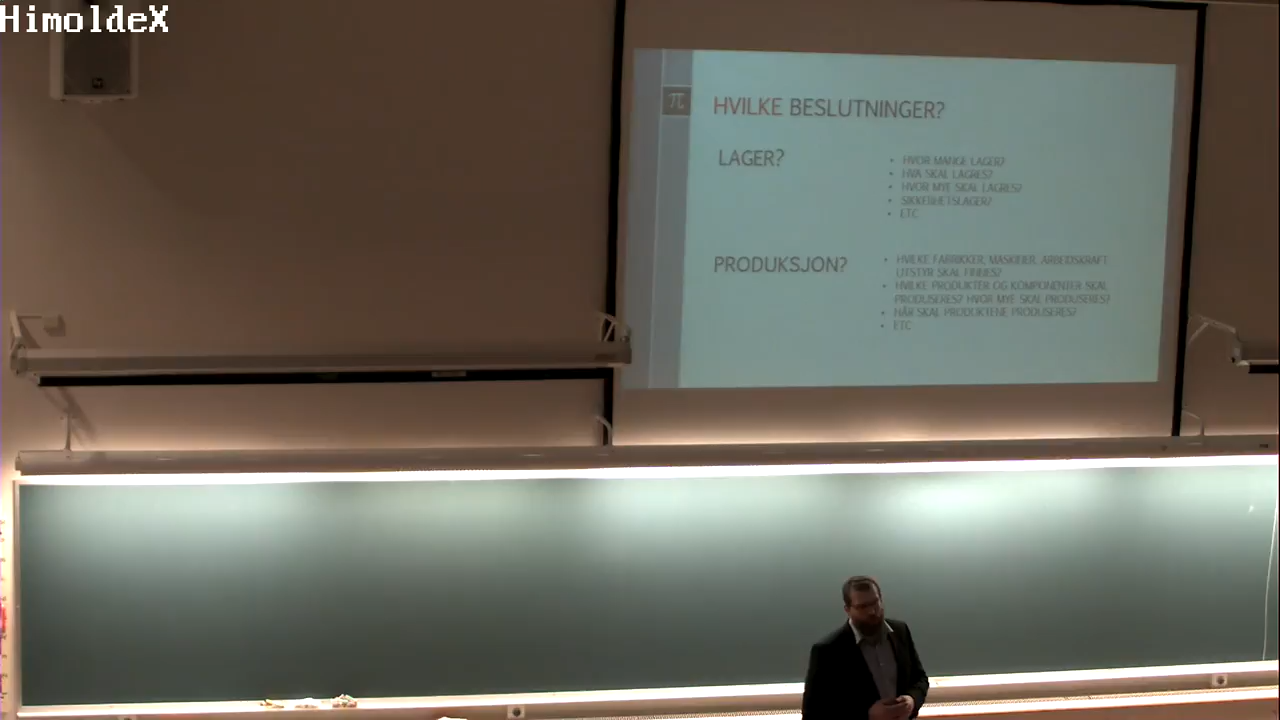 HimoldeX
π
HVILKE BESLUTNINGER?
LAGER?
• HVOR MANGE LAGER?
• HVA SKAL LAGRES?
• HVOR MYE SKAL LAGRES?
• SIKKERHETSLAGER?
• ETC
PRODUKSJON?
• HVILKE FABRIKKER, MASKINER, ARBEIDSKRAFT,
UTSTYR SKAL FINNES?
• HVILKE PRODUKTER OG KOMPONENTER SKAL
PRODUSERES? HVOR MYE SKAL PRODUSERES?
• NÅR SKAL PRODUKTENE PRODUSERES?
• ETC